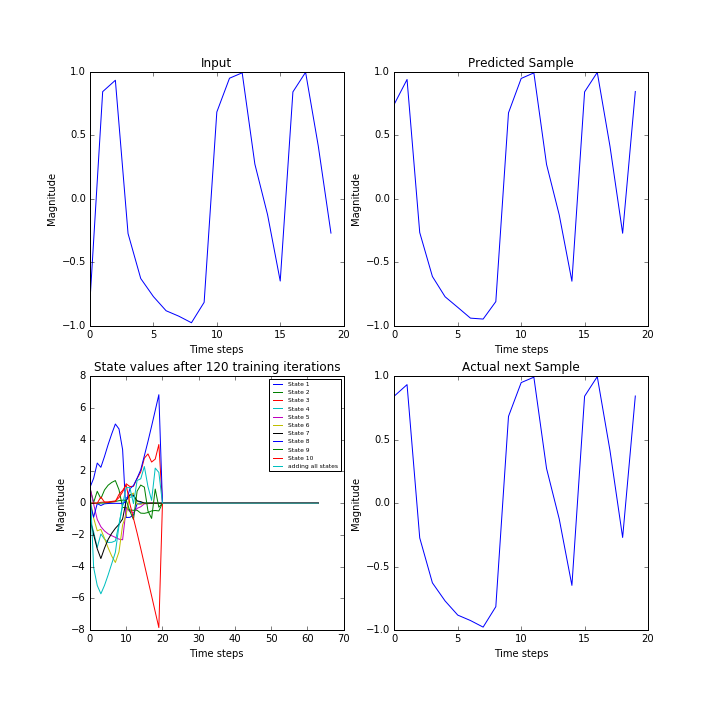 Input
1.0
0.5
0.0
−0.5
−1.0
Magnitude
0 5 10 15 20
Time steps
Predicted Sample
1.0
0.5
0.0
−0.5
−1.0
Magnitude
0 5 10 15 20
Time steps
State values after 120 training iterations
8
6
4
2
0
−2
−4
−6
−8
Magnitude
0 10 20 30 40 50 60 70
Time steps
State 1
State 2
State 3
State 4
State 5
State 6
State 7
State 8
State 9
State 10
adding all states
Actual next Sample
1.0
0.5
0.0
−0.5
−1.0
Magnitude
0 5 10 15 20
Time steps